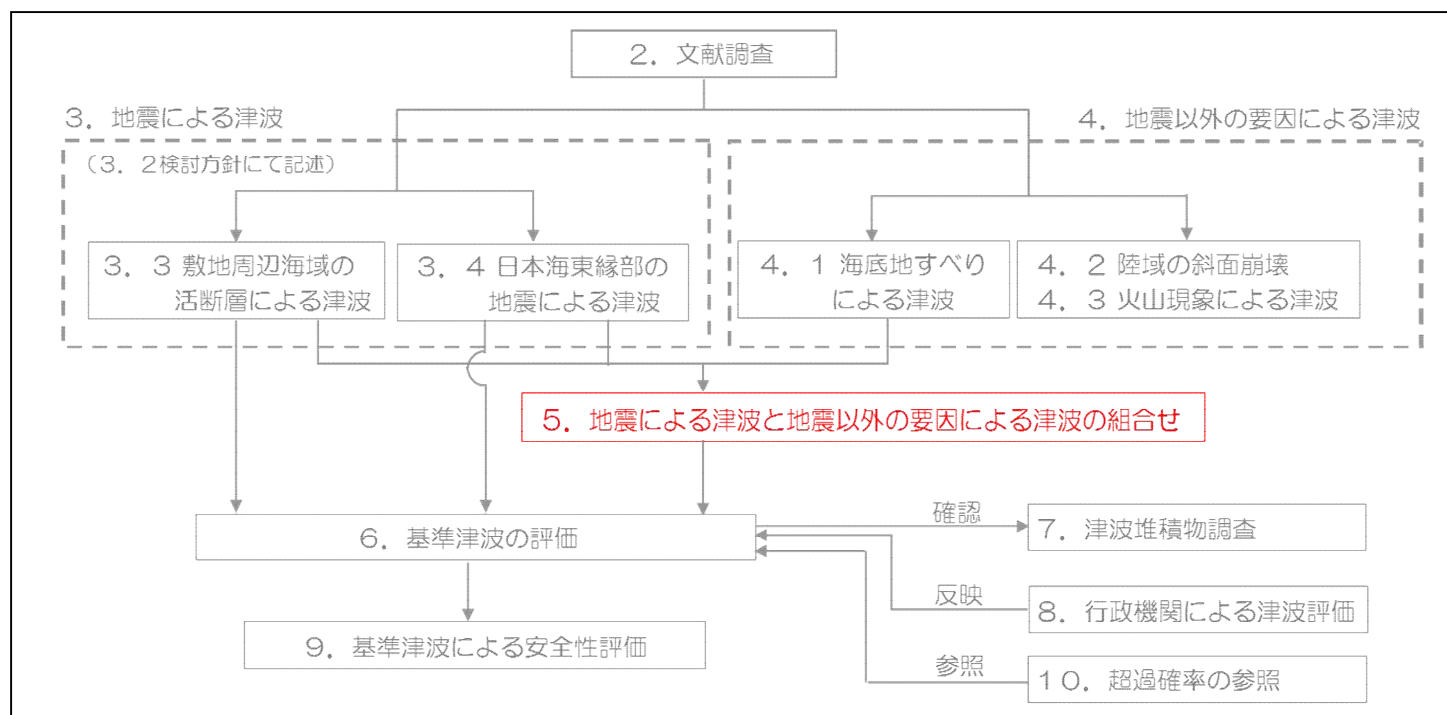 ２．文献調査
３．地震による津波
４．地震以外の要因による津波
（３．２検討方針にて記述）
３．３ 敷地周辺海域の
活断層による津波
３．４ 日本海東縁部の
地震による津波
４．１ 海底地すべり
による津波
４．２ 陸域の斜面崩壊
４．３ 火山現象による津波
５．地震による津波と地震以外の要因による津波の組合せ
６．基準津波の評価
確認
７．津波堆積物調査
反映
８．行政機関による津波評価
９．基準津波による安全性評価
参照
１０．超過確率の参照